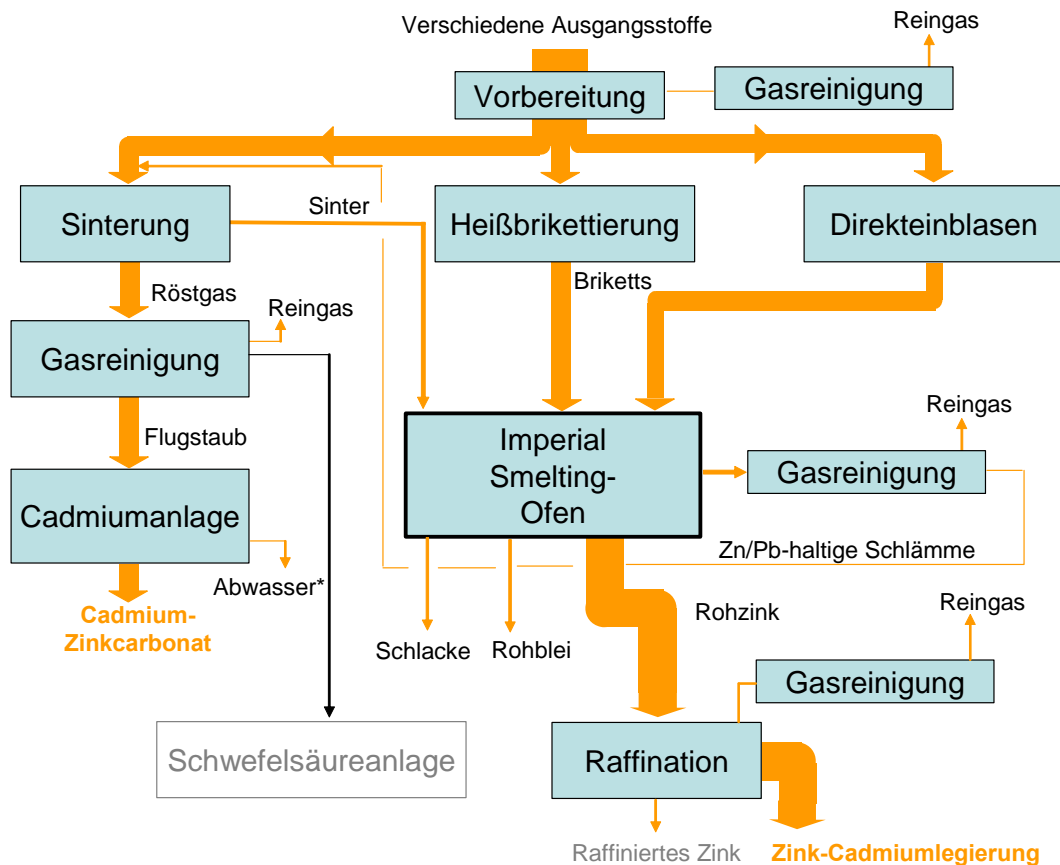 Verschiedene Ausgangsstoffe
Reingas
Vorbereitung
Gasreinigung
Sinterung
Sinter
Heißbrikettierung
Direkteinblasen
Röstgas
Reingas
Briketts
Gasreinigung
Flugstaub
Imperial
Smelting-
Ofen
Reingas
Gasreinigung
Cadmiumanlage
Zn/Pb-haltige Schlämme
Abwasser*
Cadmium-
Zinkcarbonat
Schlacke
Rohblei
Rohzink
Reingas
Gasreinigung
Schwefelsäureanlage
Raffination
Raffiniertes Zink
Zink-Cadmiumlegierung